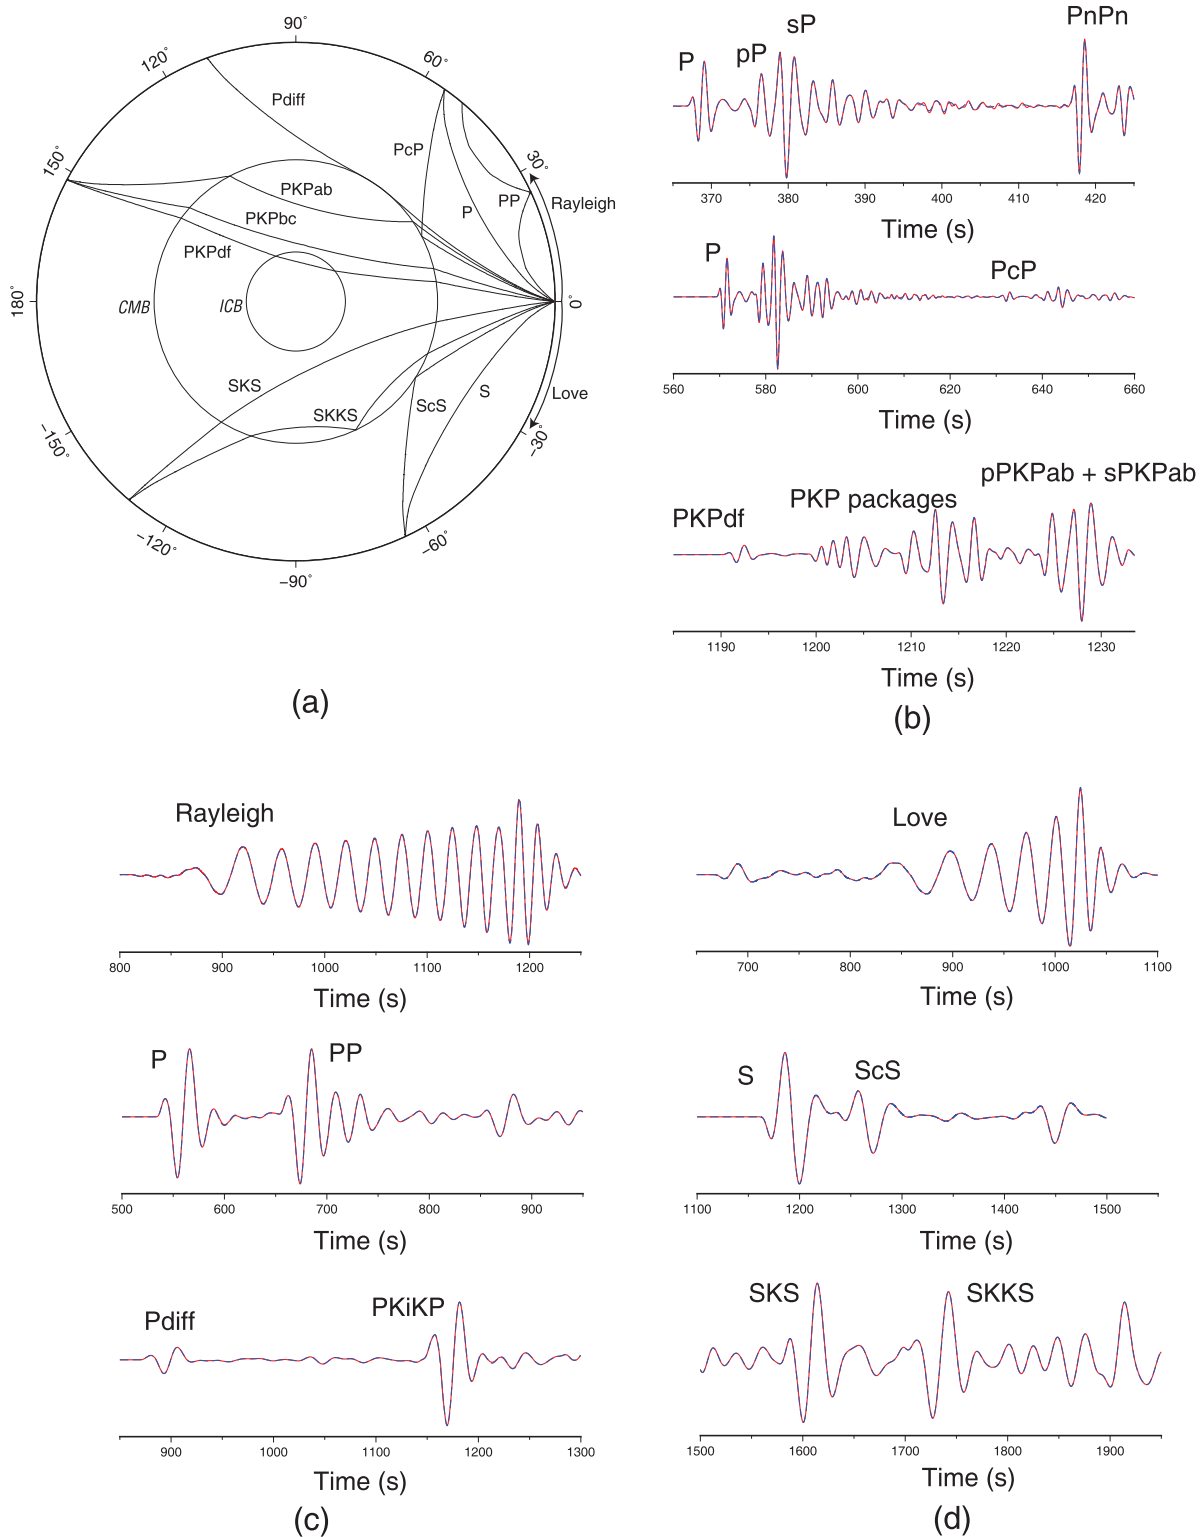 90°
120°
60°
150°
30°
180°
0°
−150°
−30°
−120°
−60°
−90°
Pdiff
PcP
PKPab
P
PP
Rayleigh
PKPbc
PKPdf
CMB
ICB
SKS
SKKS
ScS
S
Love
(a)
P
pP
sP
PnPn
370 380 390 400 410 420
Time (s)
P
PcP
560 580 600 620 640 660
Time (s)
PKPdf
PKP packages
pPKPab + sPKPab
1190 1200 1210 1220 1230
Time (s)
(b)
Rayleigh
800 900 1000 1100 1200
Time (s)
P
PP
500 600 700 800 900
Time (s)
Pdiff
PKiKP
900 1000 1100 1200 1300
Time (s)
(c)
Love
700 800 900 1000 1100
Time (s)
S
ScS
1100 1200 1300 1400 1500
Time (s)
SKS
SKKS
1500 1600 1700 1800 1900
Time (s)
(d)